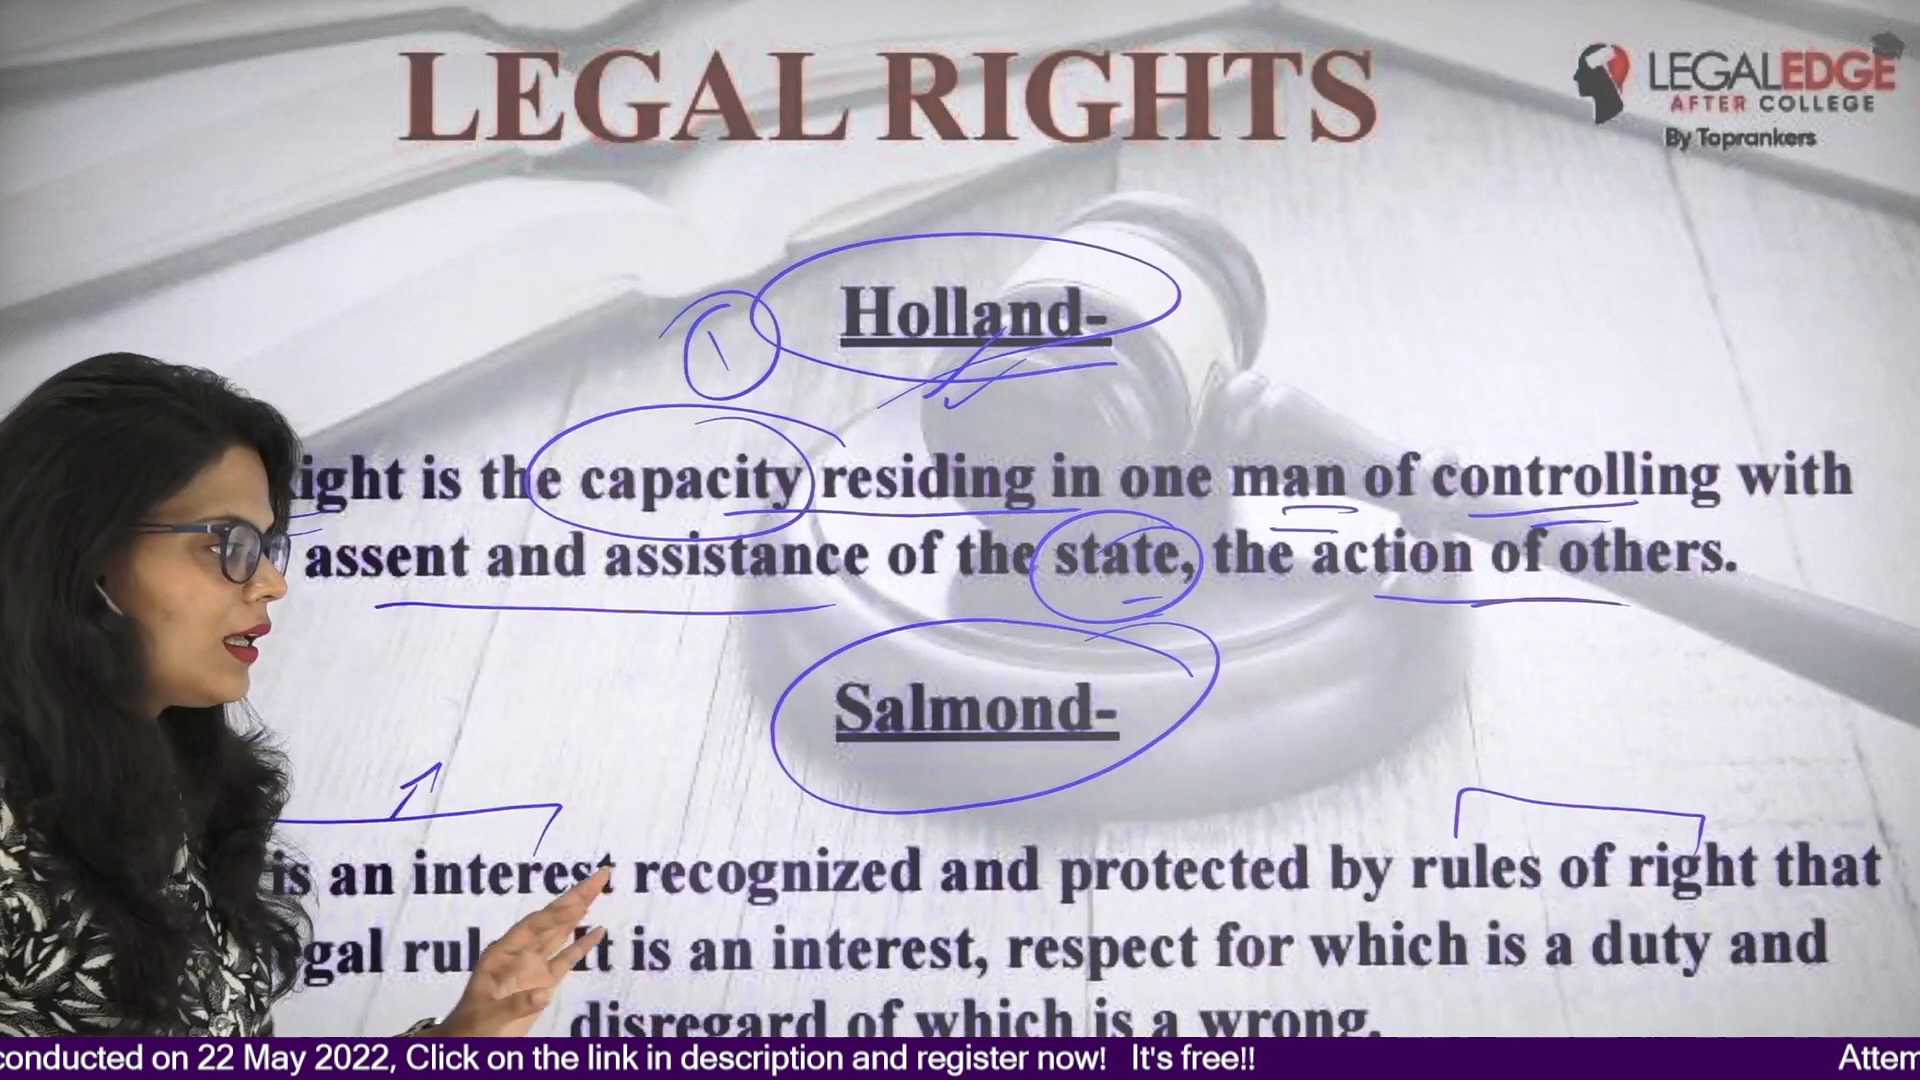 LEGAL RIGHTS
LEGALEDGE
AFTER COLLEGE
By Toprankers
Holland-
1
ight is the capacity residing in one man of controlling with
assent and assistance of the state, the action of others.
Salmond-
is an interest recognized and protected by rules of right that
gal rul It is an interest, respect for which is a duty and
disregard of which is a wrong.
conducted on 22 May 2022, Click on the link in description and register now! It's free!! Attem